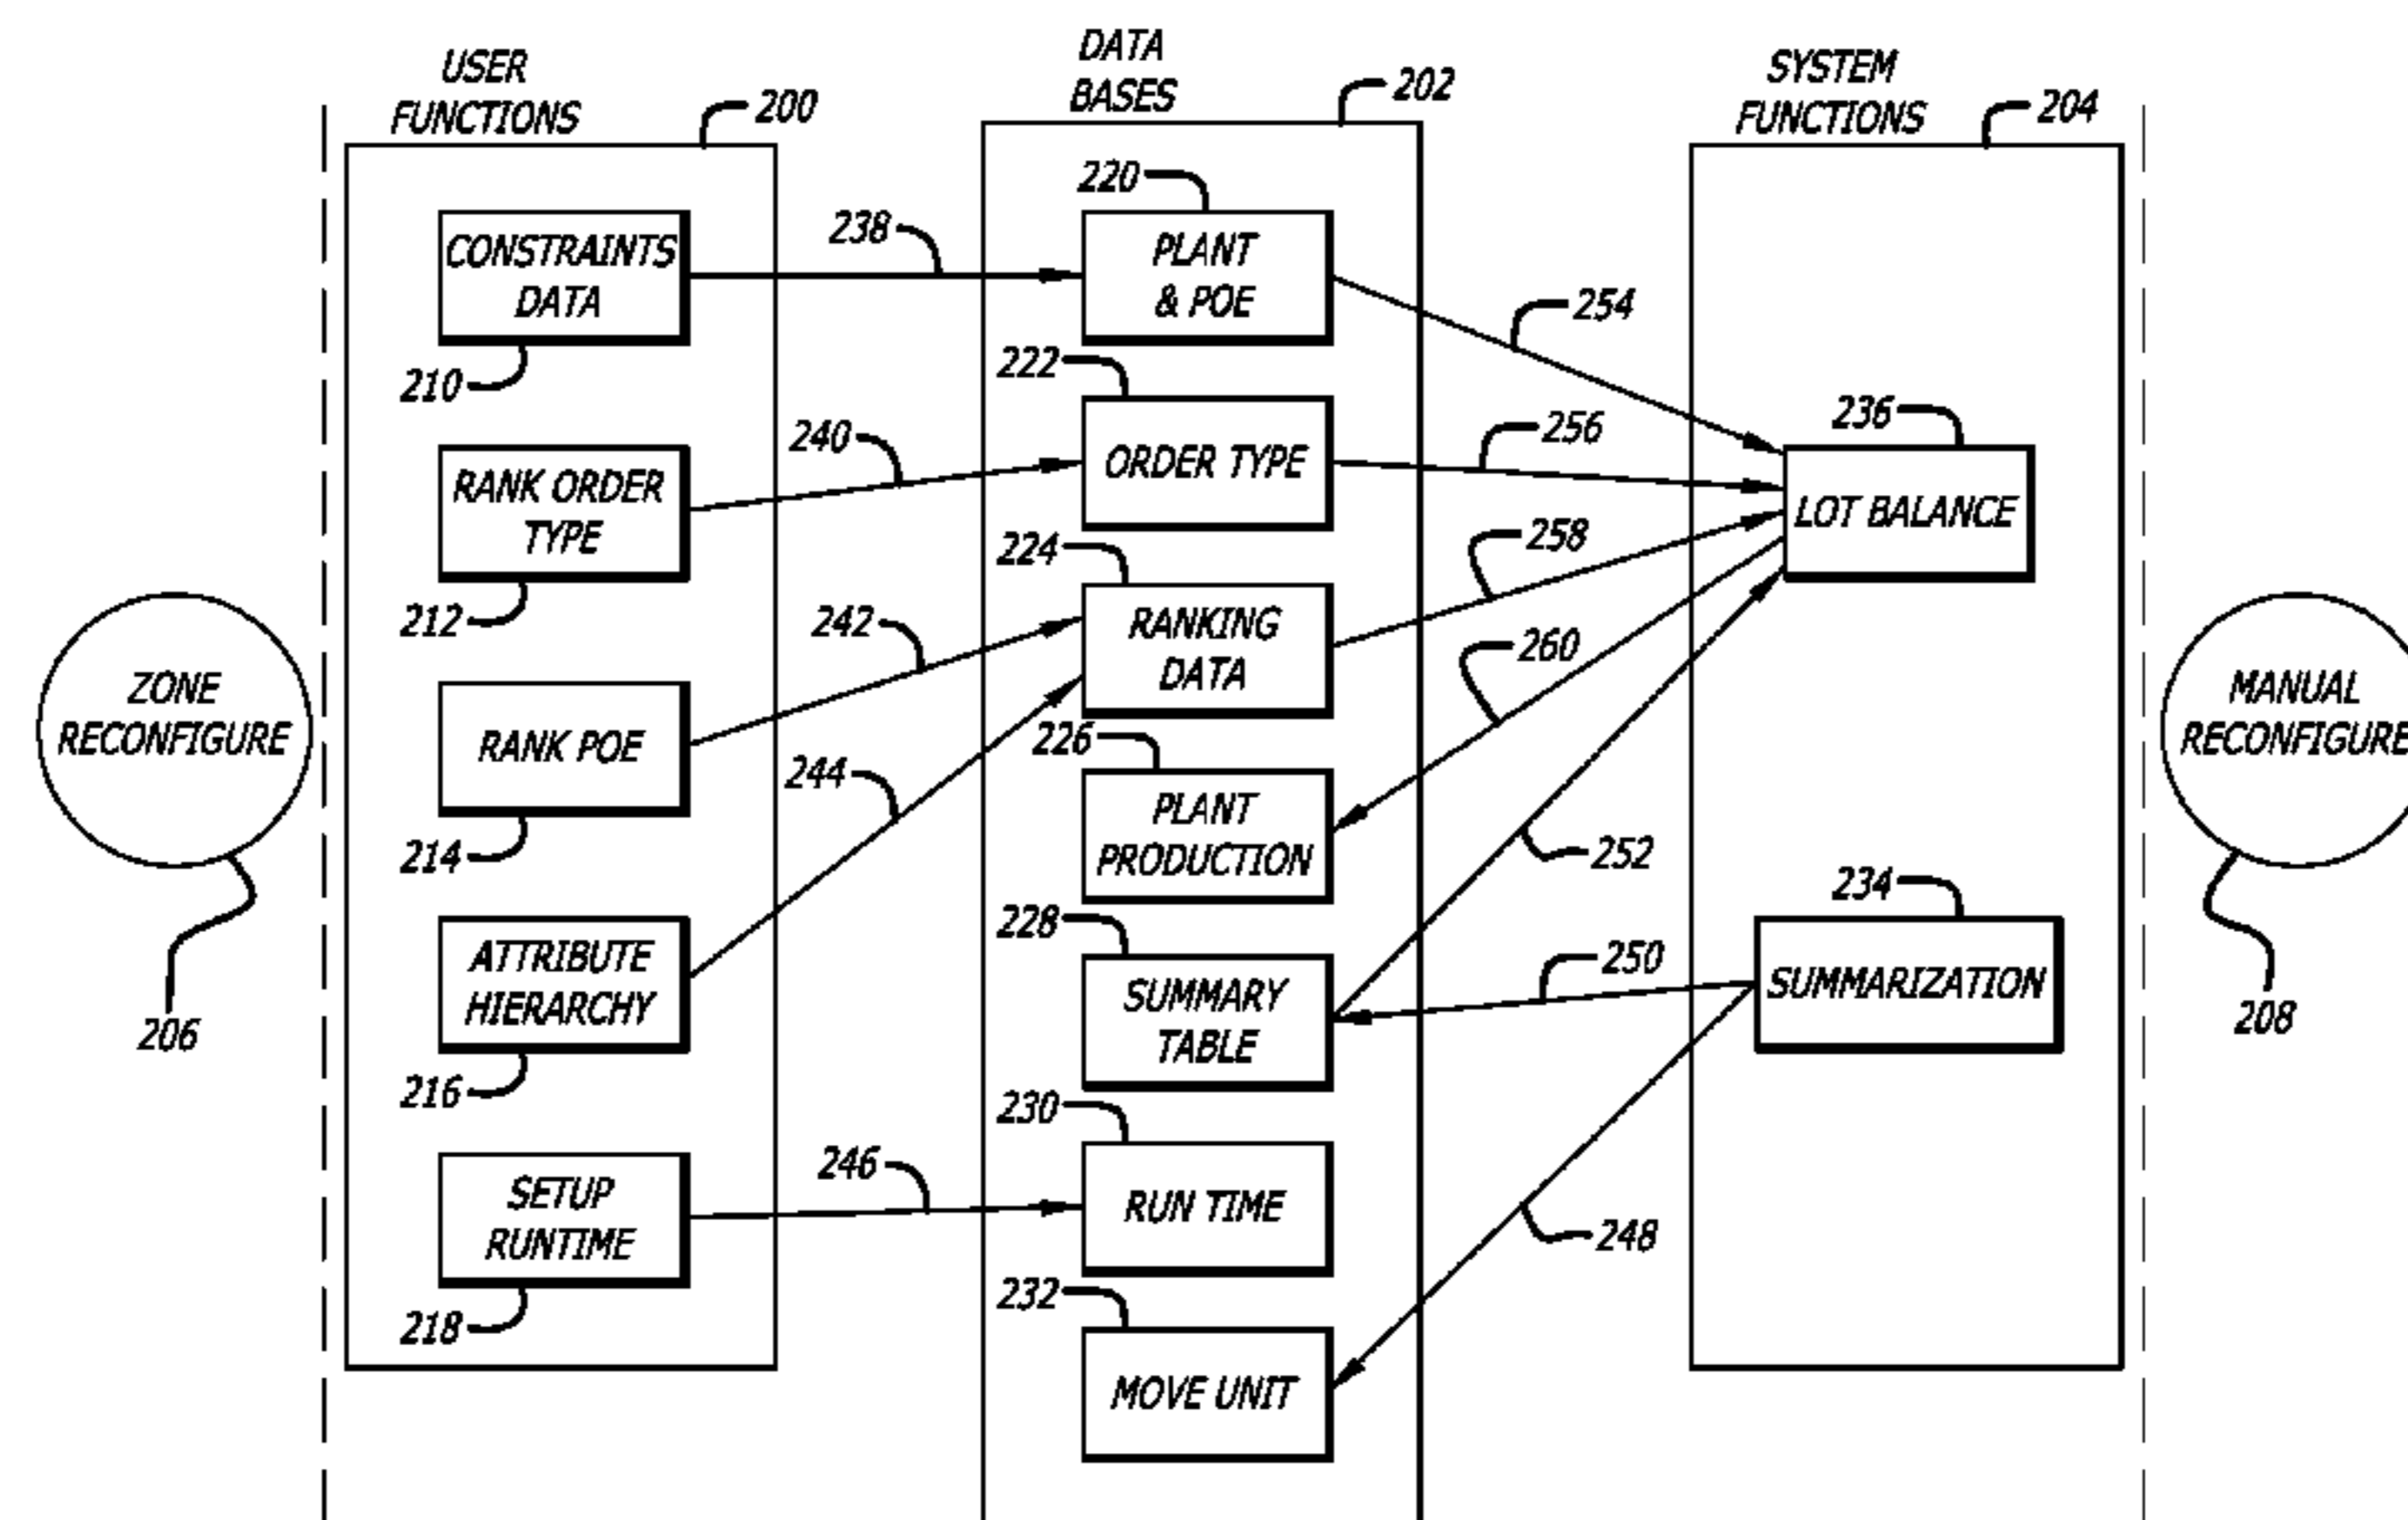 USER
FUNCTIONS
200
DATA
BASES
202
SYSTEM
FUNCTIONS
204
CONSTRAINTS
DATA
210
RANK ORDER
TYPE
212
RANK POE
214
ATTRIBUTE
HIERARCHY
216
SETUP
RUNTIME
218
ZONE
RECONFIGURE
206
238
240
242
244
246
220
PLANT
& POE
222
ORDER TYPE
224
RANKING
DATA
226
PLANT
PRODUCTION
228
SUMMARY
TABLE
230
RUN TIME
232
MOVE UNIT
254
256
258
260
252
250
248
236
LOT BALANCE
234
SUMMARIZATION
MANUAL
RECONFIGURE
208